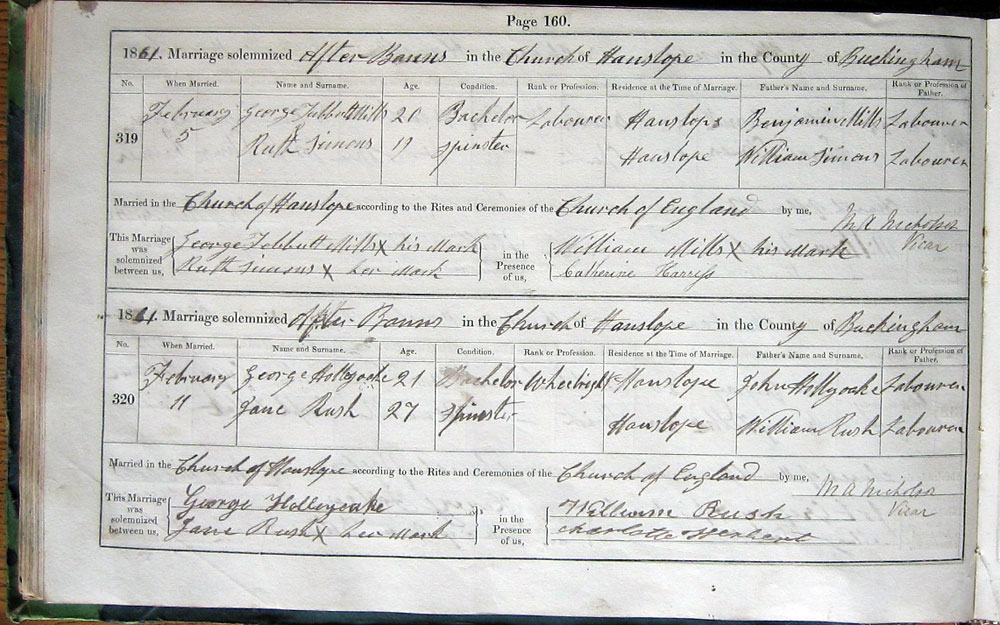 Page 160.
1861. Marriage solemnized After Banns in the Church of Hanslope in the County of Buckingham
No. When Married. Name and Surname. Age. Condition. Rank or Profession. Residence at the Time of Marriage. Father's Name and Surname. Rank or Profession of Father.
319 February 5 George Tebbutt Mills 20 Bachelor Labourer Hanslope Benjamin Mills Labourer
Ruth Simons 19 Spinster Hanslope William Simons Labourer
Married in the Church of Hanslope according to the Rites and Ceremonies of the Church of England by me, M A Nicholson Vicar
This Marriage was solemnized between us, George Tebbutt Mills X his Mark
Ruth Simons X her Mark
in the Presence of us, William Mills X his Mark
Catherine Harriss
1861. Marriage solemnized After Banns in the Church of Hanslope in the County of Buckingham
No. When Married. Name and Surname. Age. Condition. Rank or Profession. Residence at the Time of Marriage. Father's Name and Surname. Rank or Profession of Father.
320 February 11 George Hollyoake 21 Bachelor Wheelright Hanslope John Hollyoake Labourer
Jane Rush 27 Spinster Hanslope William Rush Labourer
Married in the Church of Hanslope according to the Rites and Ceremonies of the Church of England by me, M A Nicholson Vicar
This Marriage was solemnized between us, George Holleyoake
Jane Rush X her Mark
in the Presence of us, William Rush
Charlotte Herbert